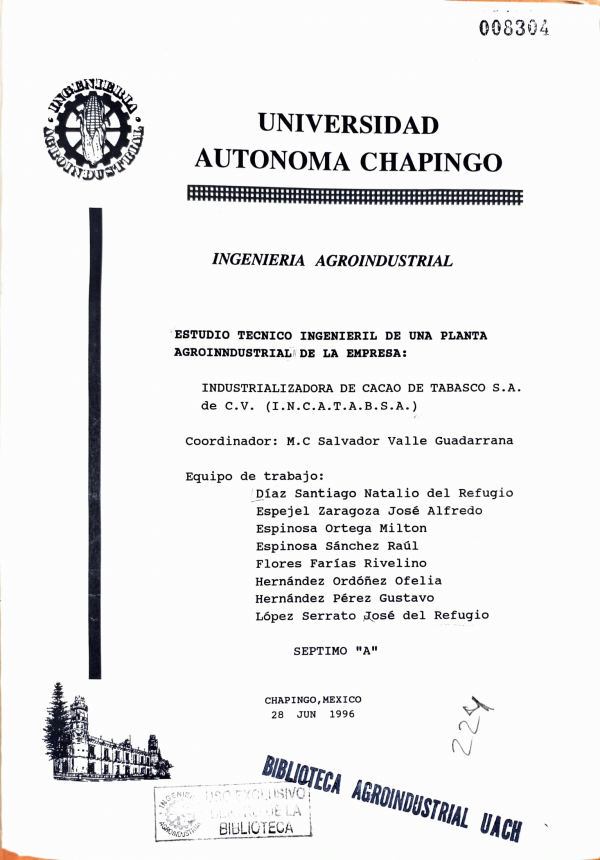 008304
INGENIERIA
AGROINDUSTRIAL
UNIVERSIDAD
AUTONOMA CHAPINGO
INGENIERIA AGROINDUSTRIAL
ESTUDIO TECNICO INGENIERIL DE UNA PLANTA
AGROINNDUSTRIAL DE LA EMPRESA:
INDUSTRIALIZADORA DE CACAO DE TABASCO S.A.
de C.V. (I.N.C.A.T.A.B.S.A.)
Coordinador: M.C Salvador Valle Guadarrana
Equipo de trabajo:
Díaz Santiago Natalio del Refugio
Espejel Zaragoza José Alfredo
Espinosa Ortega Milton
Espinosa Sánchez Raúl
Flores Farías Rivelino
Hernández Ordóñez Ofelia
Hernández Pérez Gustavo
López Serrato José del Refugio
SEPTIMO "A"
CHAPINGO,MEXICO
28 JUN 1996
224
BIBLIOTECA AGROINDUSTRIAL UACH
INGENIERIA
AGROINDUSTRIAL
USO EXCLUSIVO
DENTRO DE LA
BIBLIOTECA